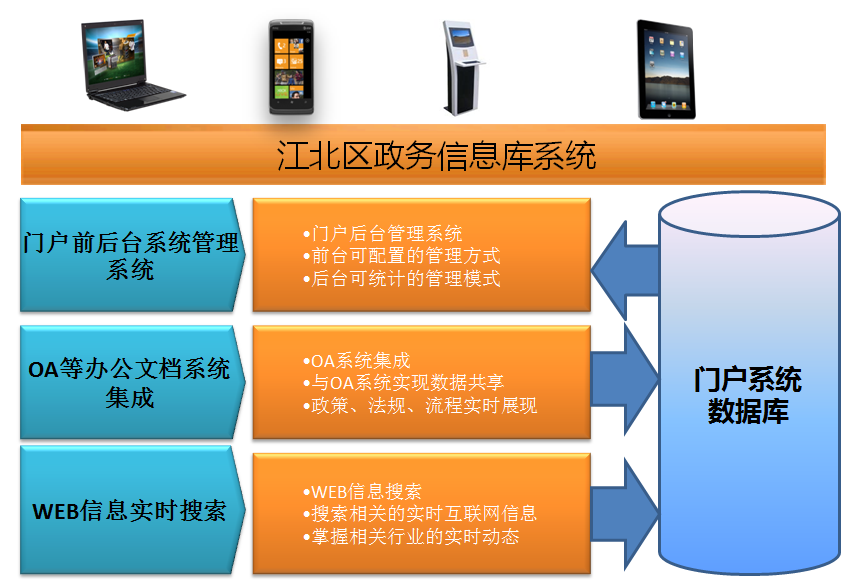 江北区政务信息库系统
门户前后台系统管理
系统
•门户后台管理系统
•前台可配置的管理方式
•后台可统计的管理模式
OA等办公文档系统
集成
•OA系统集成
•与OA系统实现数据共享
•政策、法规、流程实时展现
WEB信息实时搜索
•WEB信息搜索
•搜索相关的实时互联网信息
•掌握相关行业的实时动态
门户系统
数据库